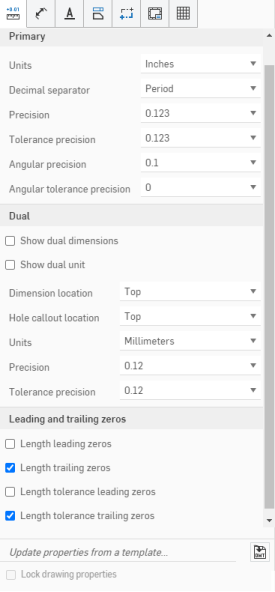 +0.01
A
Primary
Units Inches
Decimal separator Period
Precision 0.123
Tolerance precision 0.123
Angular precision 0.1
Angular tolerance precision 0
Dual
Show dual dimensions
Show dual unit
Dimension location Top
Hole callout location Top
Units Millimeters
Precision 0.12
Tolerance precision 0.12
Leading and trailing zeros
Length leading zeros
Length trailing zeros
Length tolerance leading zeros
Length tolerance trailing zeros
Update properties from a template...
Lock drawing properties